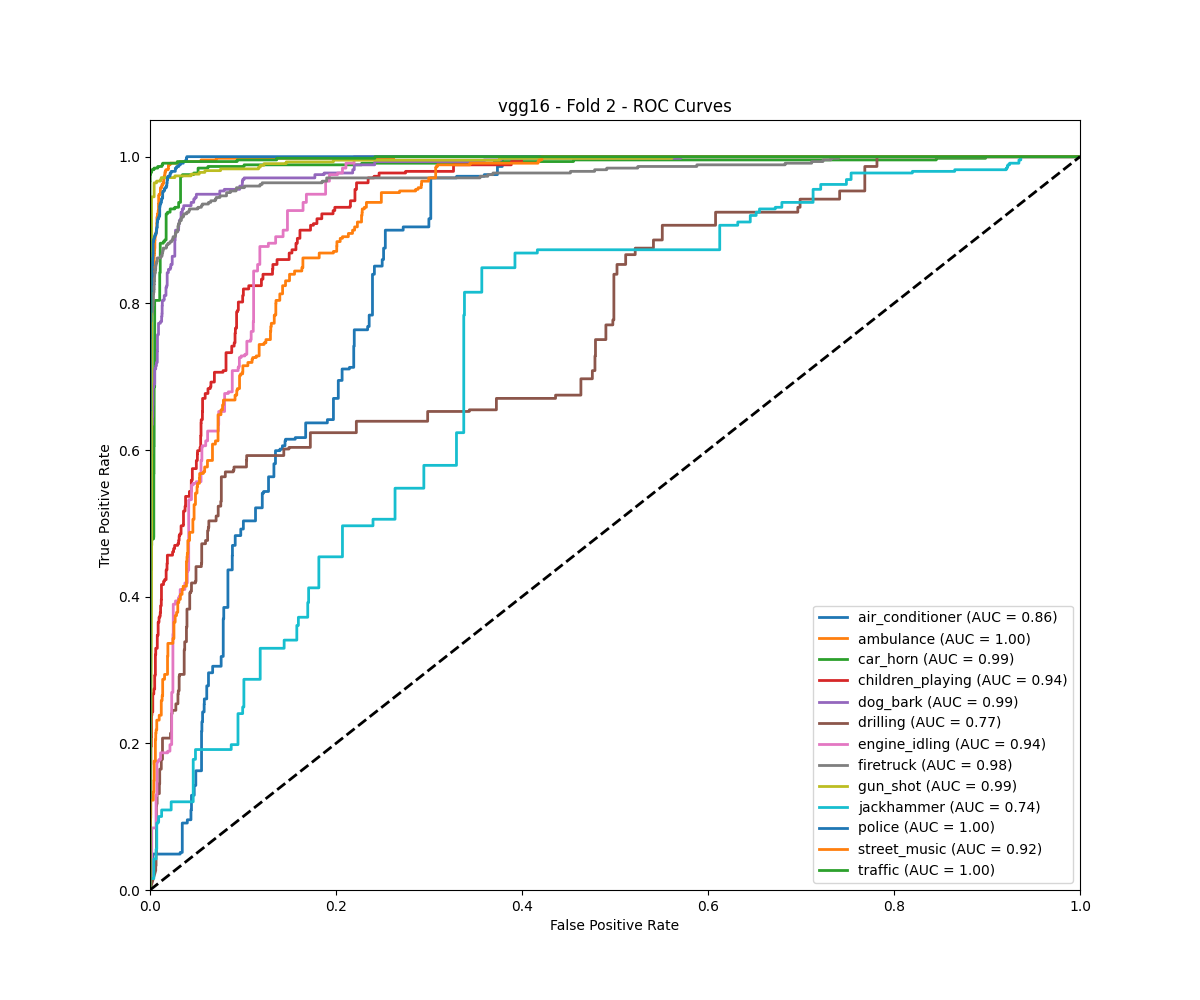 vgg16 - Fold 2 - ROC Curves
1.0
0.8
0.6
0.4
0.2
0.0
True Positive Rate
air_conditioner (AUC = 0.86)
ambulance (AUC = 1.00)
car_horn (AUC = 0.99)
children_playing (AUC = 0.94)
dog_bark (AUC = 0.99)
drilling (AUC = 0.77)
engine_idling (AUC = 0.94)
firetruck (AUC = 0.98)
gun_shot (AUC = 0.99)
jackhammer (AUC = 0.74)
police (AUC = 1.00)
street_music (AUC = 0.92)
traffic (AUC = 1.00)
0.0 0.2 0.4 0.6 0.8 1.0
False Positive Rate